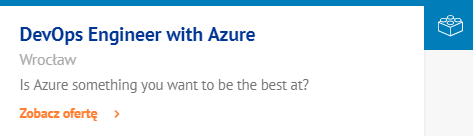 DevOps Engineer with Azure
Wrocław
Is Azure something you want to be the best at?
Zobacz ofertę